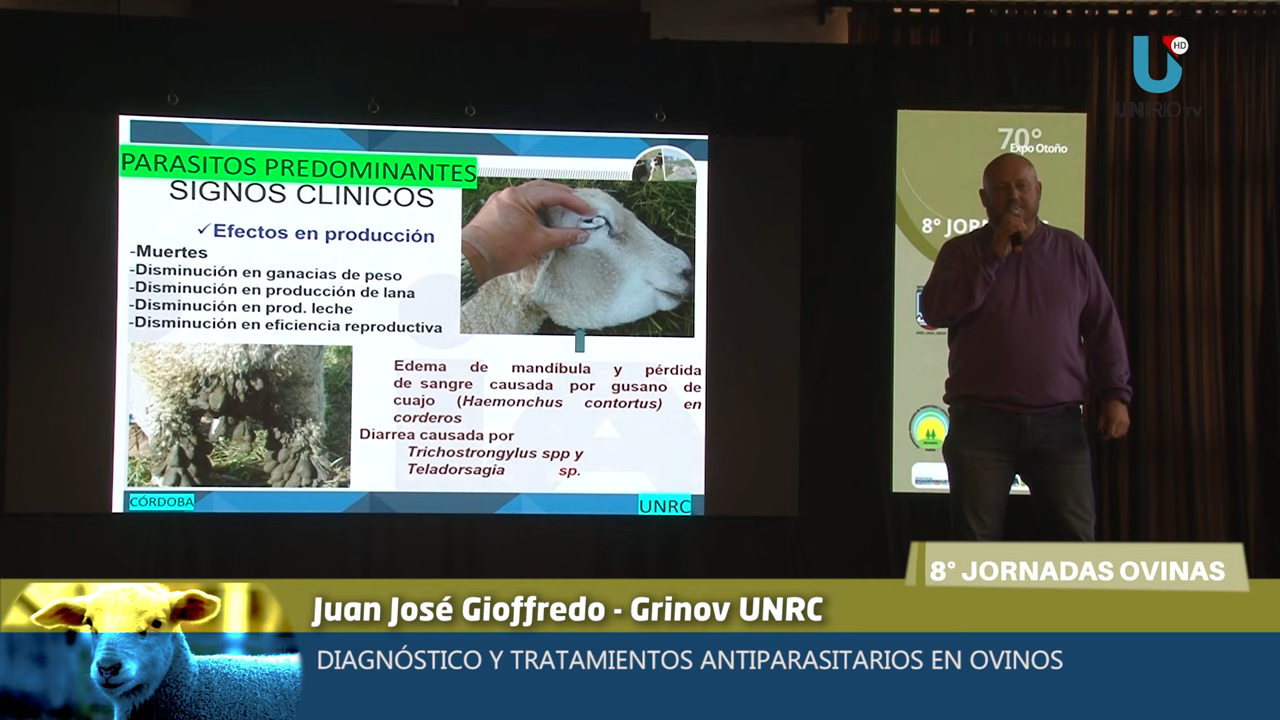 HD
UNIRIO TV
70°
Expo Otoño
8° JOR
PARASITOS PREDOMINANTES
SIGNOS CLINICOS
✓Efectos en producción
-Muertes
-Disminución en ganacias de peso
-Disminución en producción de lana
-Disminución en prod. leche
-Disminución en eficiencia reproductiva
Edema de mandíbula y pérdida
de sangre causada por gusano de
cuajo (Haemonchus contortus) en
corderos
Diarrea causada por
Trichostrongylus spp y
Teladorsagia sp.
CÓRDOBA
UNRC
8° JORNADAS OVINAS
Juan José Gioffredo - Grinov UNRC
DIAGNÓSTICO Y TRATAMIENTOS ANTIPARASITARIOS EN OVINOS